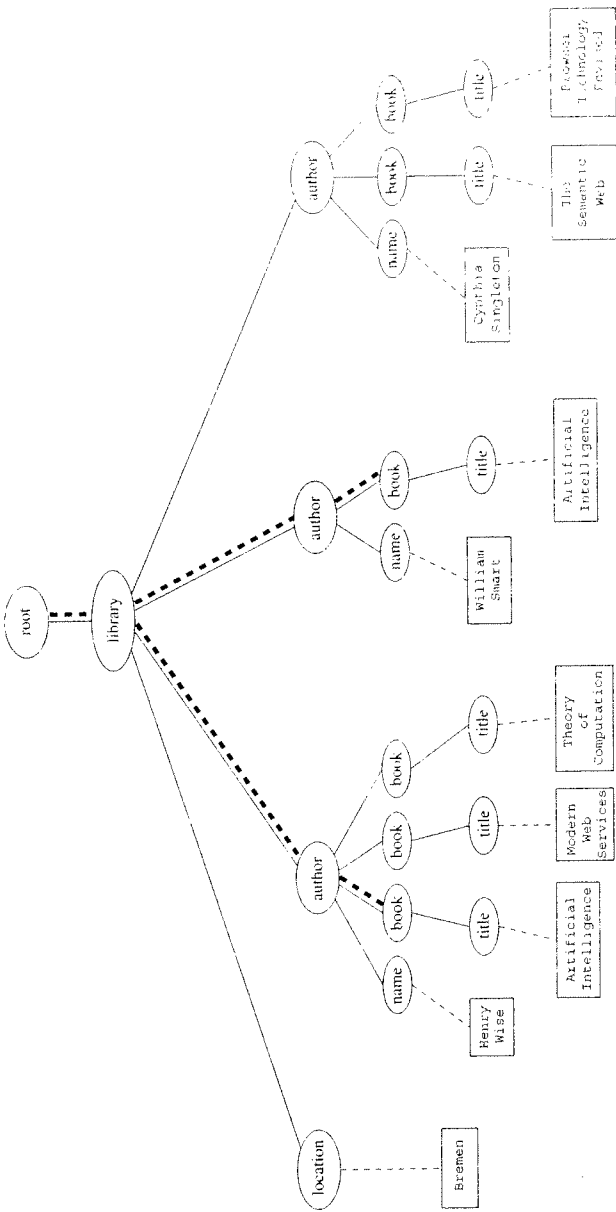 root
library
location
author
author
author
name
book
book
book
name
book
name
book
book
Bremen
Henry
Wise
title
title
title
William
Smart
title
Cynthia
Singleton
title
title
Artificial
Intelligence
Modern
Web
Services
Theory
of
Computation
Artificial
Intelligence
The
Semantic
Web
Browser
Technology
Revised